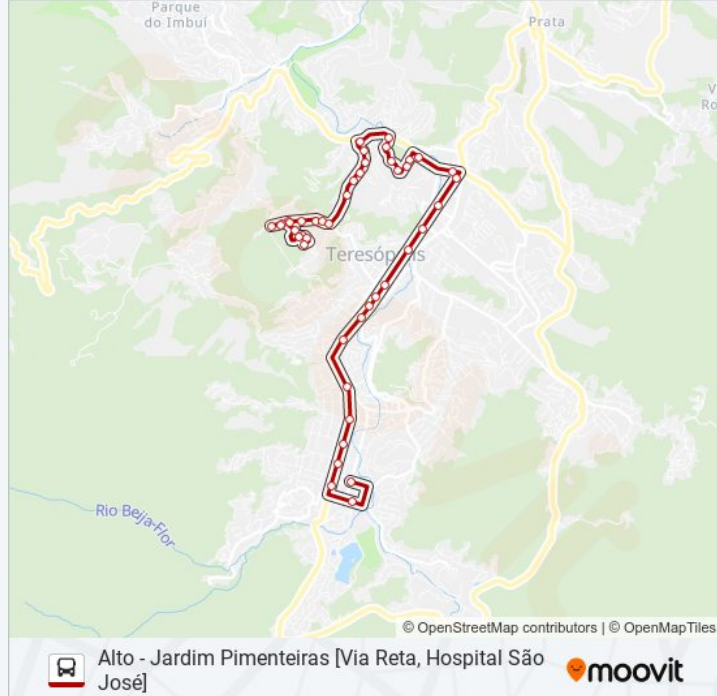 Parque
do Imbuí
Prata
Teresópolis
Rio Beija-Flor
© OpenStreetMap contributors | © OpenMapTiles
Alto - Jardim Pimenteiras [Via Reta, Hospital São
José]
moovit